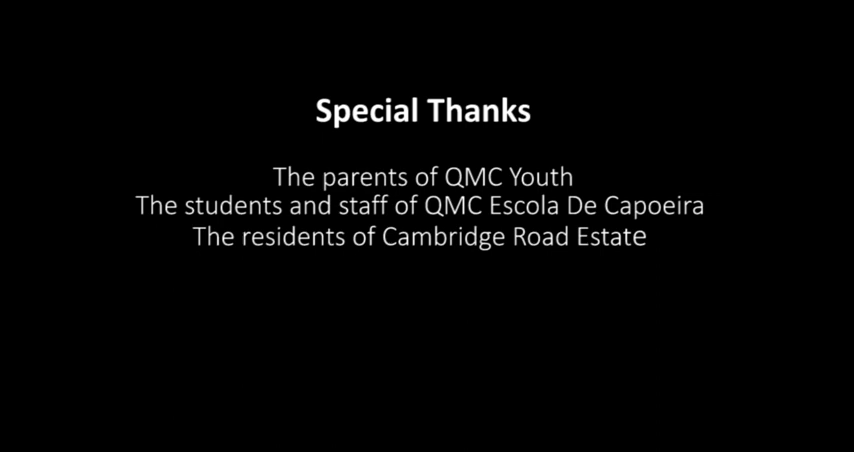 Special Thanks
The parents of QMC Youth
The students and staff of QMC Escola De Capoeira
The residents of Cambridge Road Estate